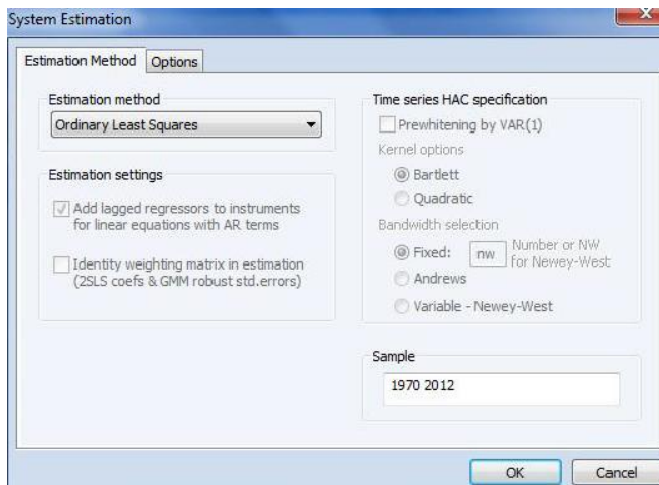 System Estimation
X
Estimation Method
Options
Estimation method
Ordinary Least Squares
Estimation settings
Add lagged regressors to instruments
for linear equations with AR terms
Identity weighting matrix in estimation
(2SLS coefs & GMM robust std.errors)
Time series HAC specification
Prewhitening by VAR(1)
Kernel options
Bartlett
Quadratic
Bandwidth selection
Fixed: nw Number or NW
for Newey-West
Andrews
Variable - Newey-West
Sample
1970 2012
OK
Cancel